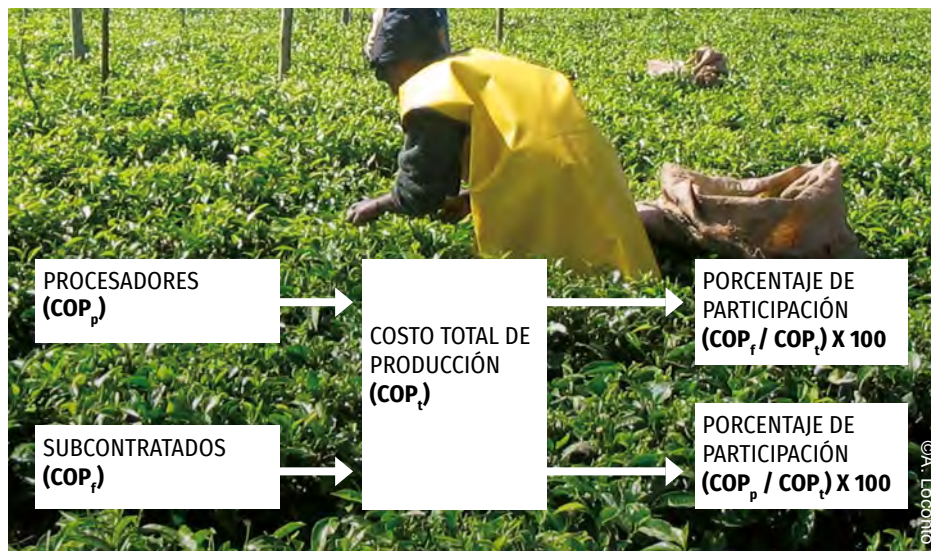 PROCESADORES
(COPp)
SUBCONTRATADOS
(COPf)
COSTO TOTAL DE
PRODUCCIÓN
(COPt)
PORCENTAJE DE
PARTICIPACIÓN
(COPf / COPt) X 100
PORCENTAJE DE
PARTICIPACIÓN
(COPp / COPt) X 100
©A. Loconto